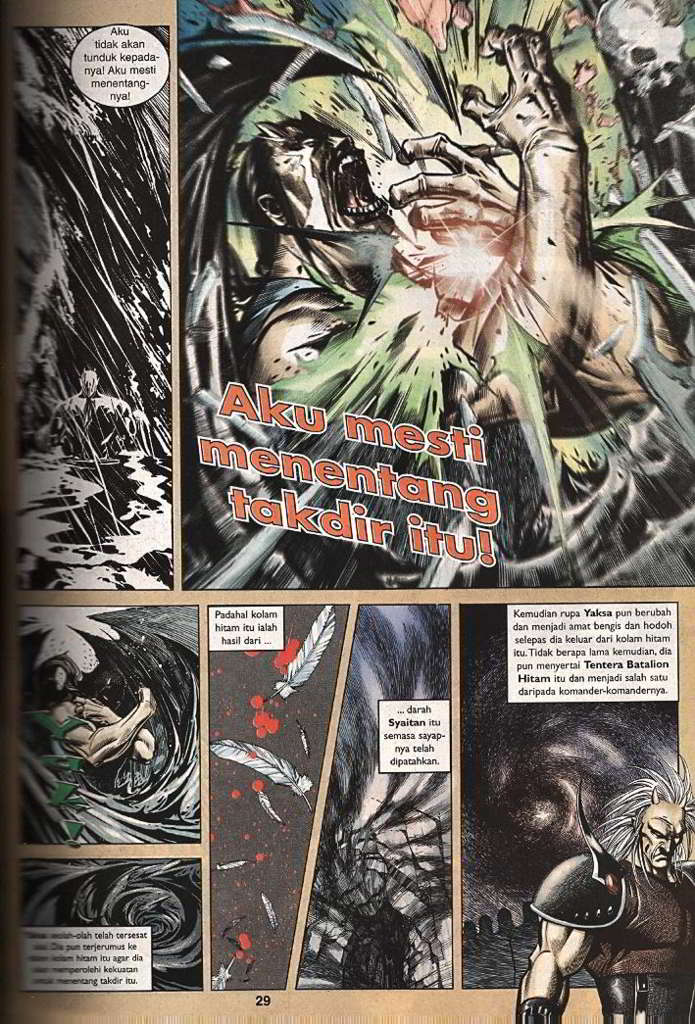 Aku
tidak akan
tunduk kepada-
nya! Aku mesti
menentang-
nya!
Aku mesti
menentang
takdir itu!
Padahal kolam
hitam itu ialah
hasil dari ...
... darah
Syaitan itu
semasa sayap-
nya telah
dipatahkan.
Kemudian rupa Yaksa pun berubah
dan menjadi amat bengis dan hodoh
selepas dia keluar dari kolam hitam
itu. Tidak berapa lama kemudian, dia
pun menyertai Tentera Batalion
Hitam itu dan menjadi salah satu
daripada komander-komandernya.
seolah-olah telah tersesat
Dia pun terjerumus ke
kolam hitam itu agar dia
memperolehi kekuatan
untuk menentang takdir itu.
29